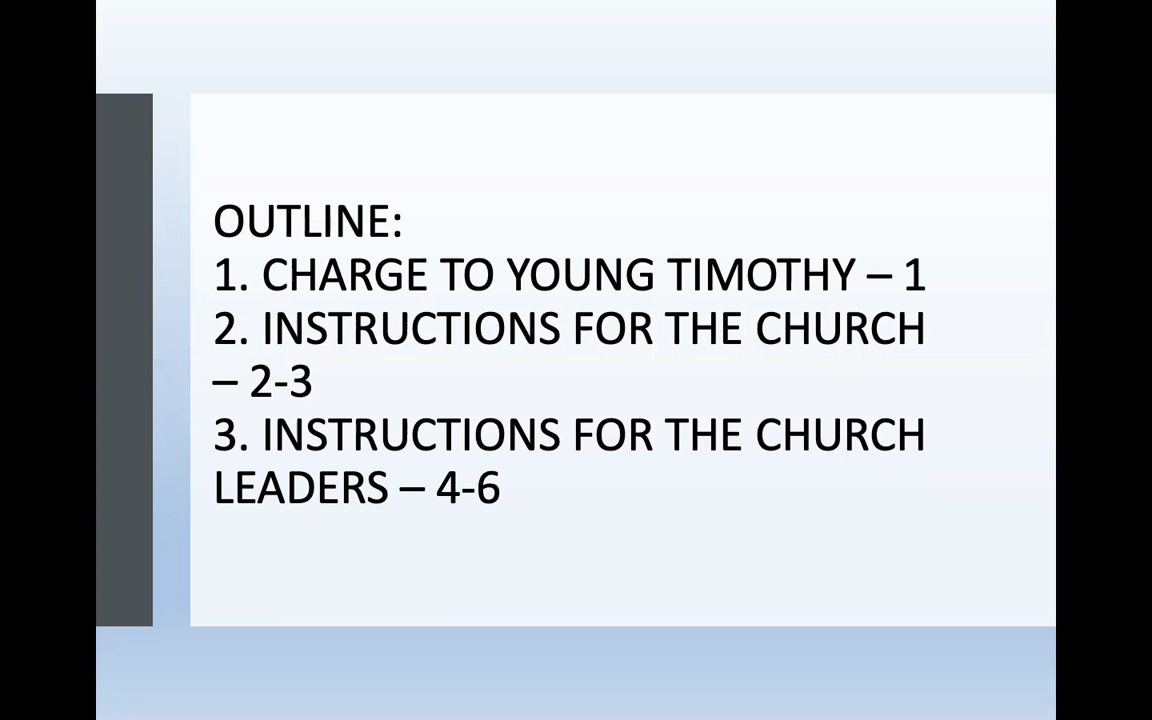 OUTLINE:
1. CHARGE TO YOUNG TIMOTHY – 1
2. INSTRUCTIONS FOR THE CHURCH
– 2-3
3. INSTRUCTIONS FOR THE CHURCH
LEADERS – 4-6